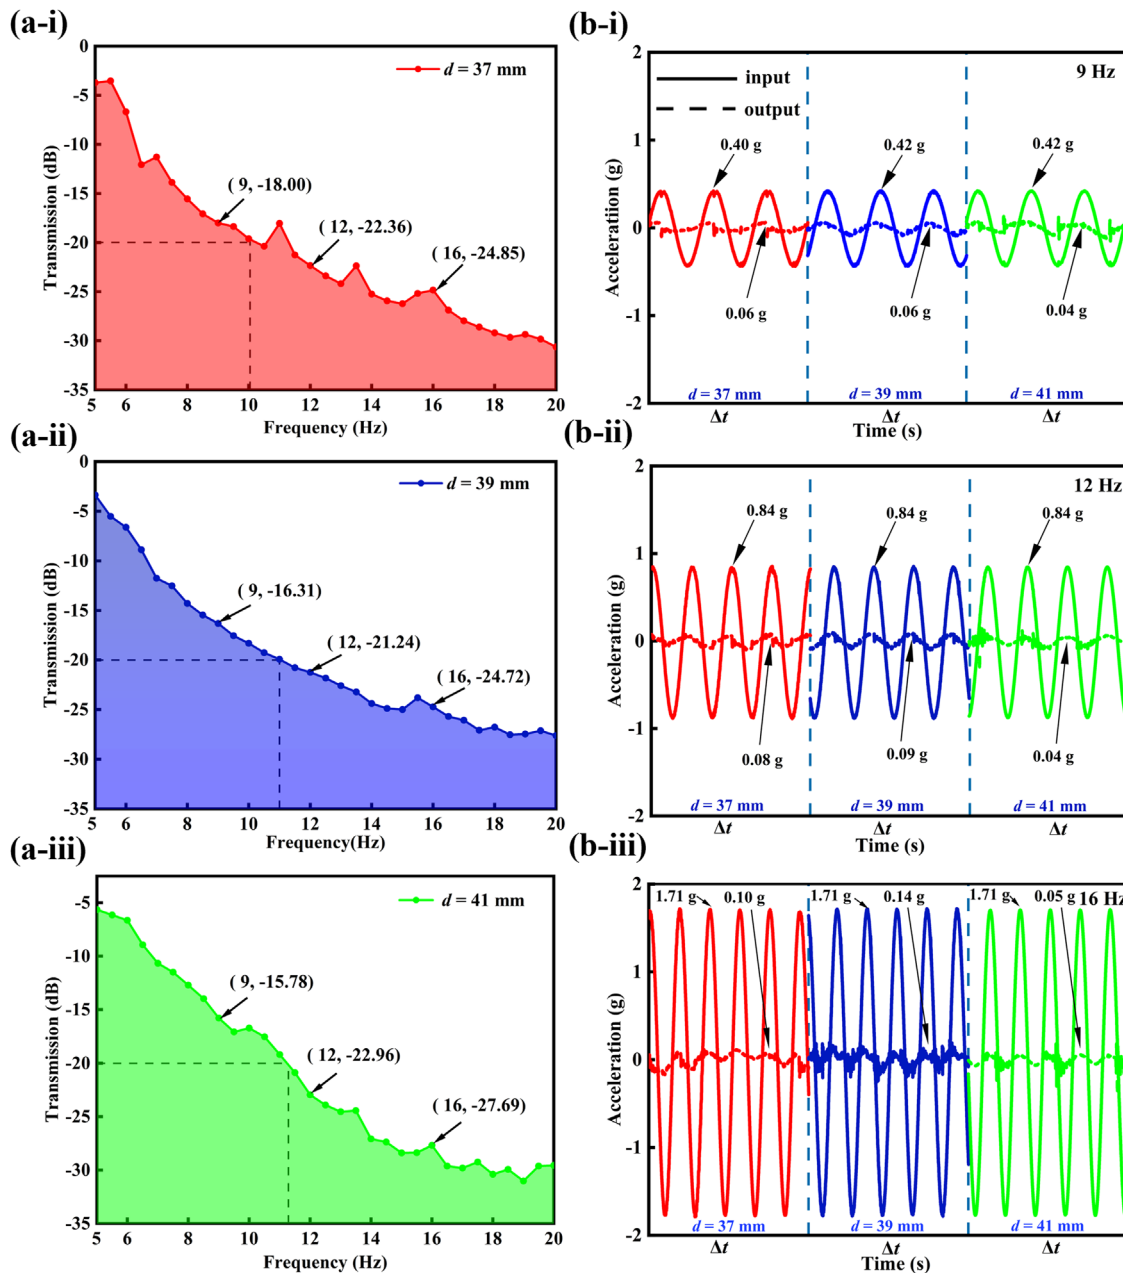 (a-i)
0
-5
-10
-15
-20
-25
-30
-35
Transmission (dB)
d = 37 mm
( 9, -18.00)
( 12, -22.36)
( 16, -24.85)
5 6 8 10 12 14 16 18 20
Frequency (Hz)
(b-i)
2
1
0
-1
-2
Acceleratiion (g)
input
output
9 Hz
0.40 g
0.42 g
0.42 g
0.06 g
0.06 g
0.04 g
d = 37 mm
d = 39 mm
d = 41 mm
Δt
Δt
Δt
Time (s)
(a-ii)
0
-5
-10
-15
-20
-25
-30
-35
Transmission (dB)
d = 39 mm
( 9, -16.31)
( 12, -21.24)
( 16, -24.72)
5 6 8 10 12 14 16 18 20
Frequency(Hz)
(b-ii)
2
1
0
-1
-2
Acceleration (g)
12 Hz
0.84 g
0.84 g
0.84 g
0.08 g
0.09 g
0.04 g
d = 37 mm
d = 39 mm
d = 41 mm
Δt
Δt
Δt
Time (s)
(a-iii)
-5
-10
-15
-20
-25
-30
-35
Transmission (dB)
d = 41 mm
( 9, -15.78)
( 12, -22.96)
( 16, -27.69)
5 6 8 10 12 14 16 18 20
Frequency (Hz)
(b-iii)
2
1
0
-1
-2
Acceleration (g)
1.71 g
0.10 g
1.71 g
0.14 g
1.71 g
0.05 g
16 Hz
d = 37 mm
d = 39 mm
d = 41 mm
Δt
Δt
Δt
Time (s)